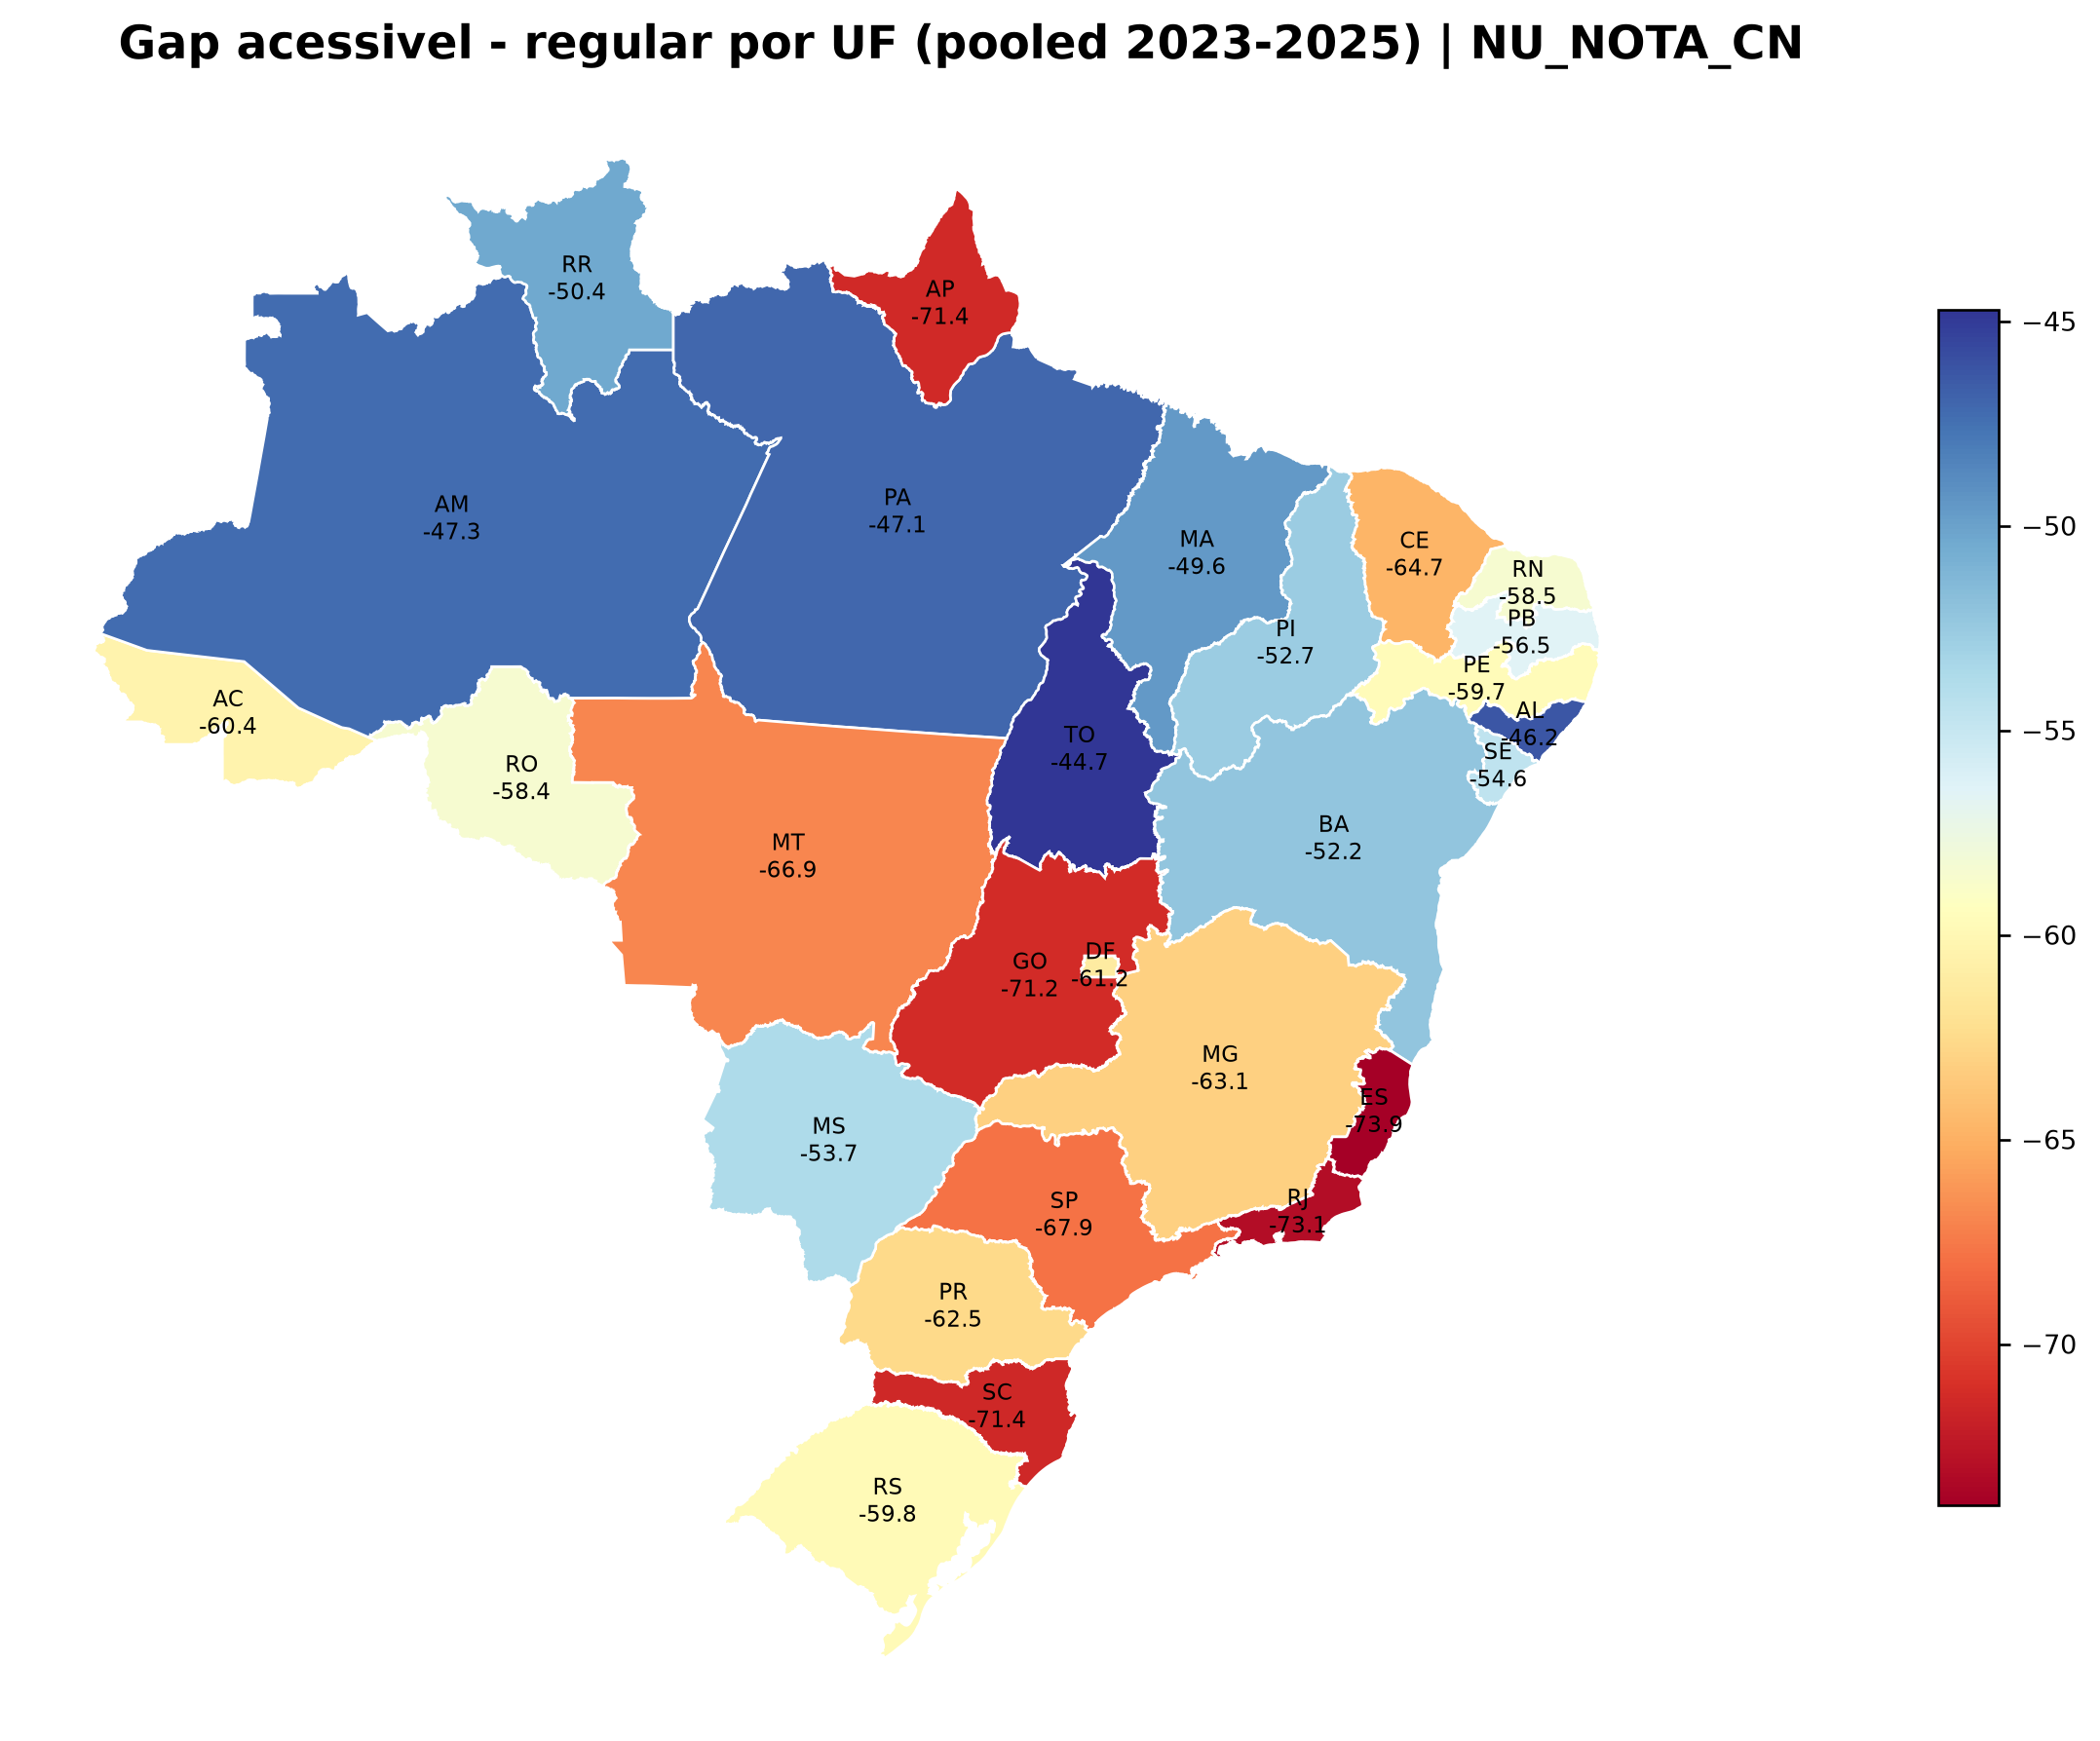 Gap acessivel - regular por UF (pooled 2023-2025) | NU_NOTA_CN
RR
-50.4
AP
-71.4
AM
-47.3
PA
-47.1
MA
-49.6
CE
-64.7
RN
-58.5
PB
-56.5
PI
-52.7
PE
-59.7
AL
-46.2
SE
-54.6
AC
-60.4
RO
-58.4
TO
-44.7
MT
-66.9
BA
-52.2
GO
-71.2
DF
-61.2
MG
-63.1
ES
-73.9
MS
-53.7
SP
-67.9
RJ
-73.1
PR
-62.5
SC
-71.4
RS
-59.8
−45
−50
−55
−60
−65
−70